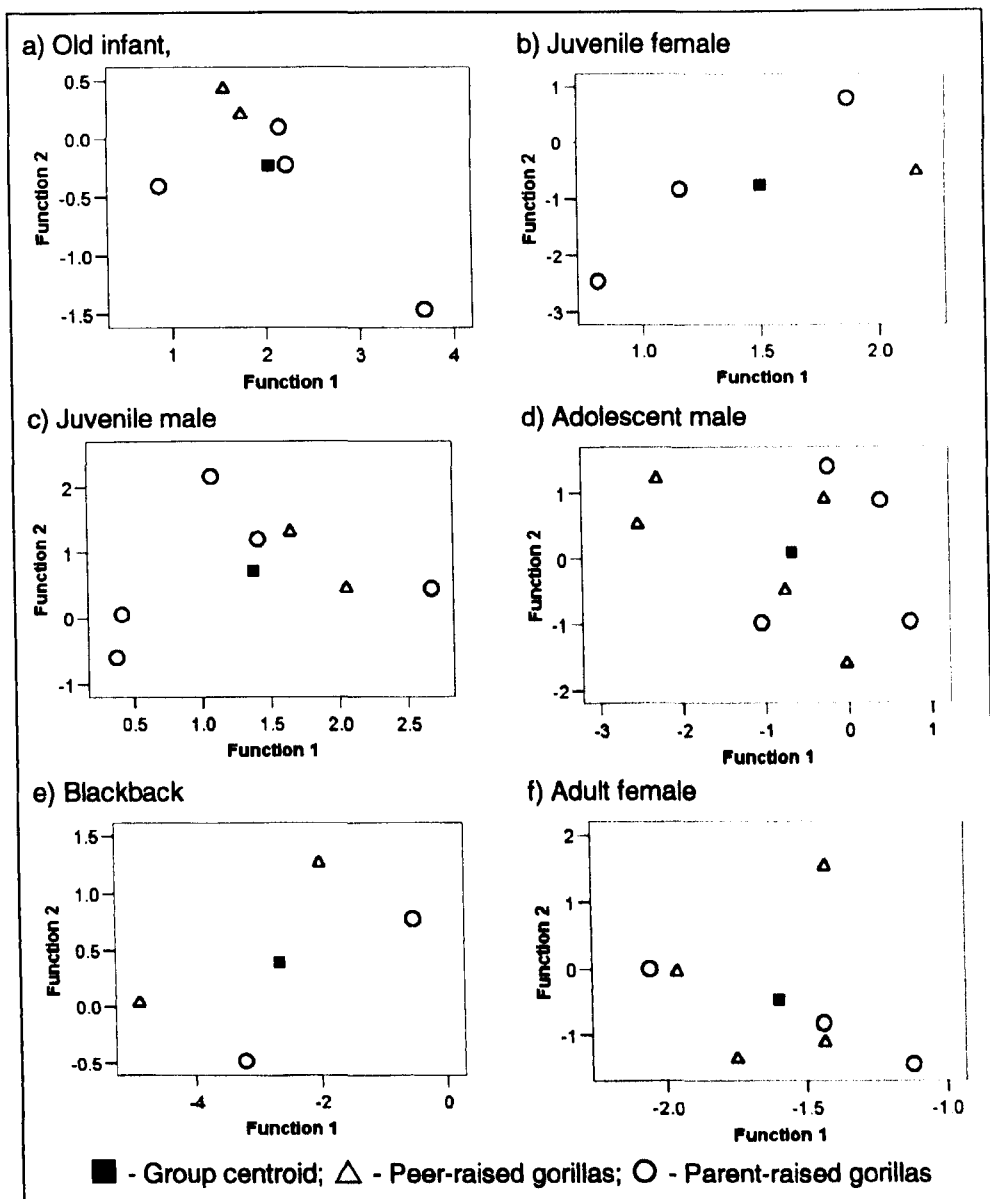 a) Old infant,
0.5
0.0
-0.5
-1.0
-1.5
Function 2
1 2 3 4
Function 1
b) Juvenile female
1
0
-1
-2
-3
Function 2
1.0 1.5 2.0
Function 1
c) Juvenile male
2
1
0
-1
Function 2
0.5 1.0 1.5 2.0 2.5
Function 1
d) Adolescent male
1
0
-1
-2
Function 2
-3 -2 -1 0 1
Function 1
e) Blackback
1.5
1.0
0.5
0.0
-0.5
Function 2
-4 -2 0
Function 1
f) Adult female
2
1
0
-1
Function 2
-2.0 -1.5 -1.0
Function 1
- Group centroid; - Peer-raised gorillas; - Parent-raised gorillas